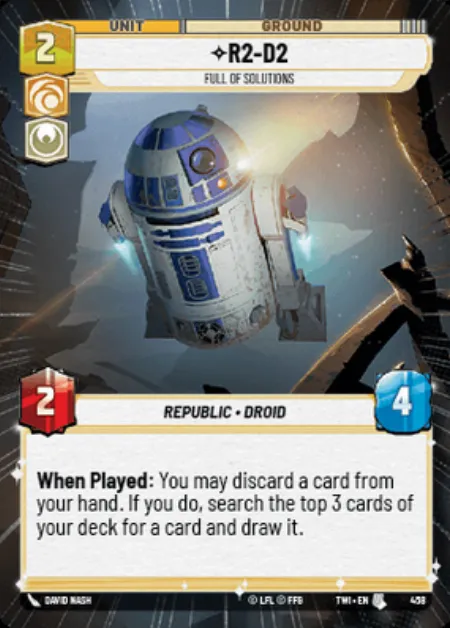 UNIT GROUND
2
✧R2-D2
FULL OF SOLUTIONS
2 REPUBLIC • DROID 4
When Played: You may discard a card from
your hand. If you do, search the top 3 cards of
your deck for a card and draw it.
DAVID NASH © LFL © FFG TWI • EN 458